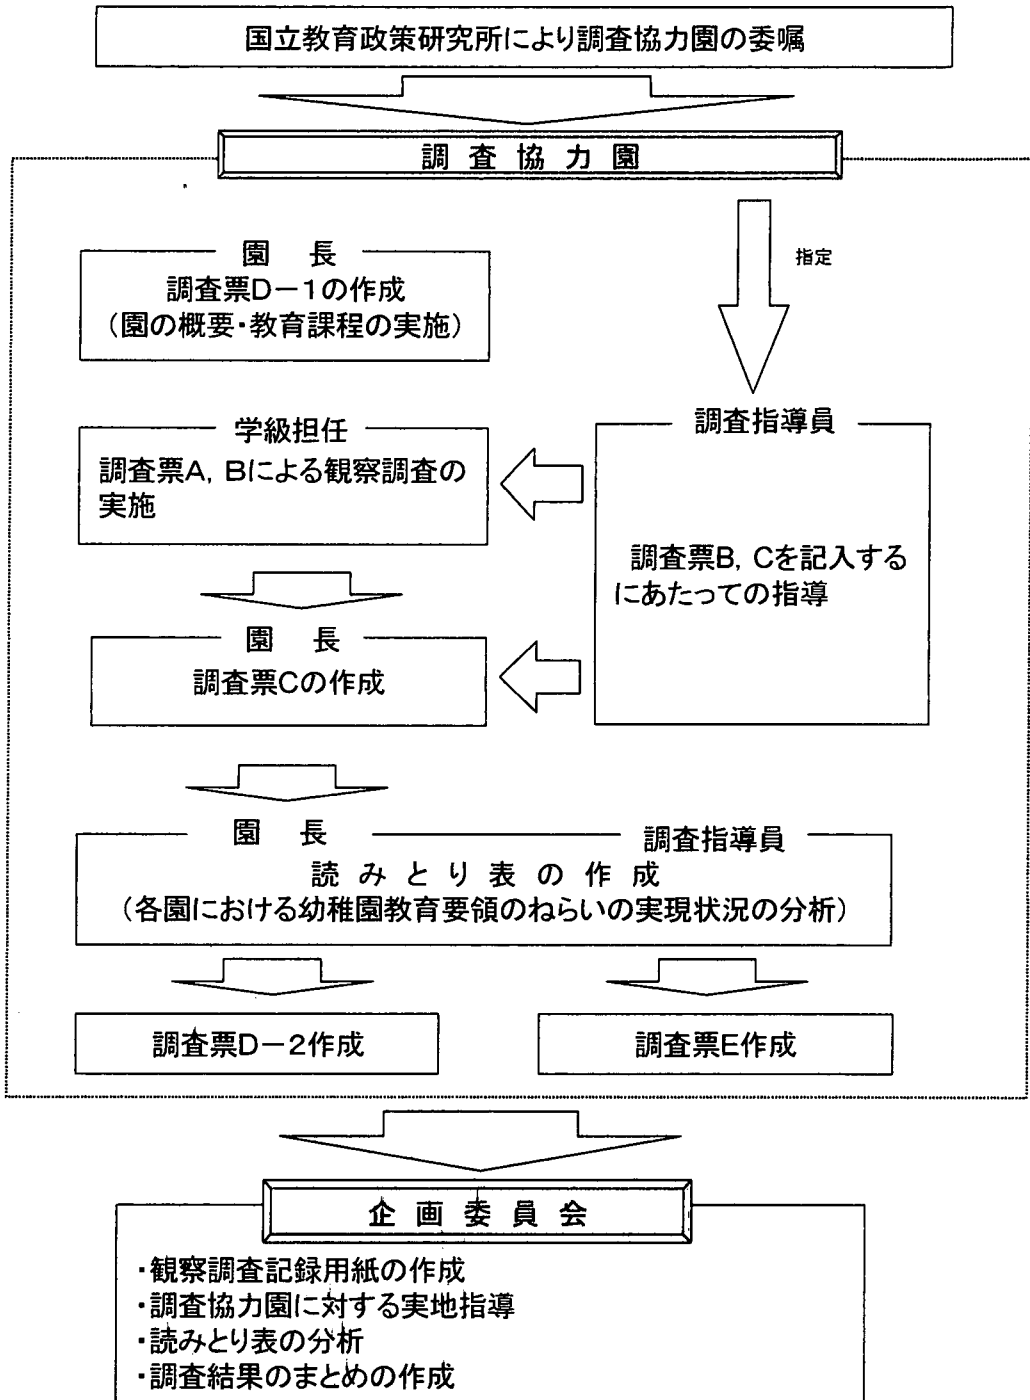 国立教育政策研究所により調査協力園の委嘱
調査協力園
園　長
調査票D－1の作成
（園の概要・教育課程の実施）
指定
学級担任
調査票A，Bによる観察調査の
実施
調査指導員
調査票B，Cを記入する
にあたっての指導
園　長
調査票Cの作成
園　長
調査指導員
読みとり表の作成
（各園における幼稚園教育要領のねらいの実現状況の分析）
調査票D－2作成
調査票E作成
企画委員会
・観察調査記録用紙の作成
・調査協力園に対する実地指導
・読みとり表の分析
・調査結果のまとめの作成